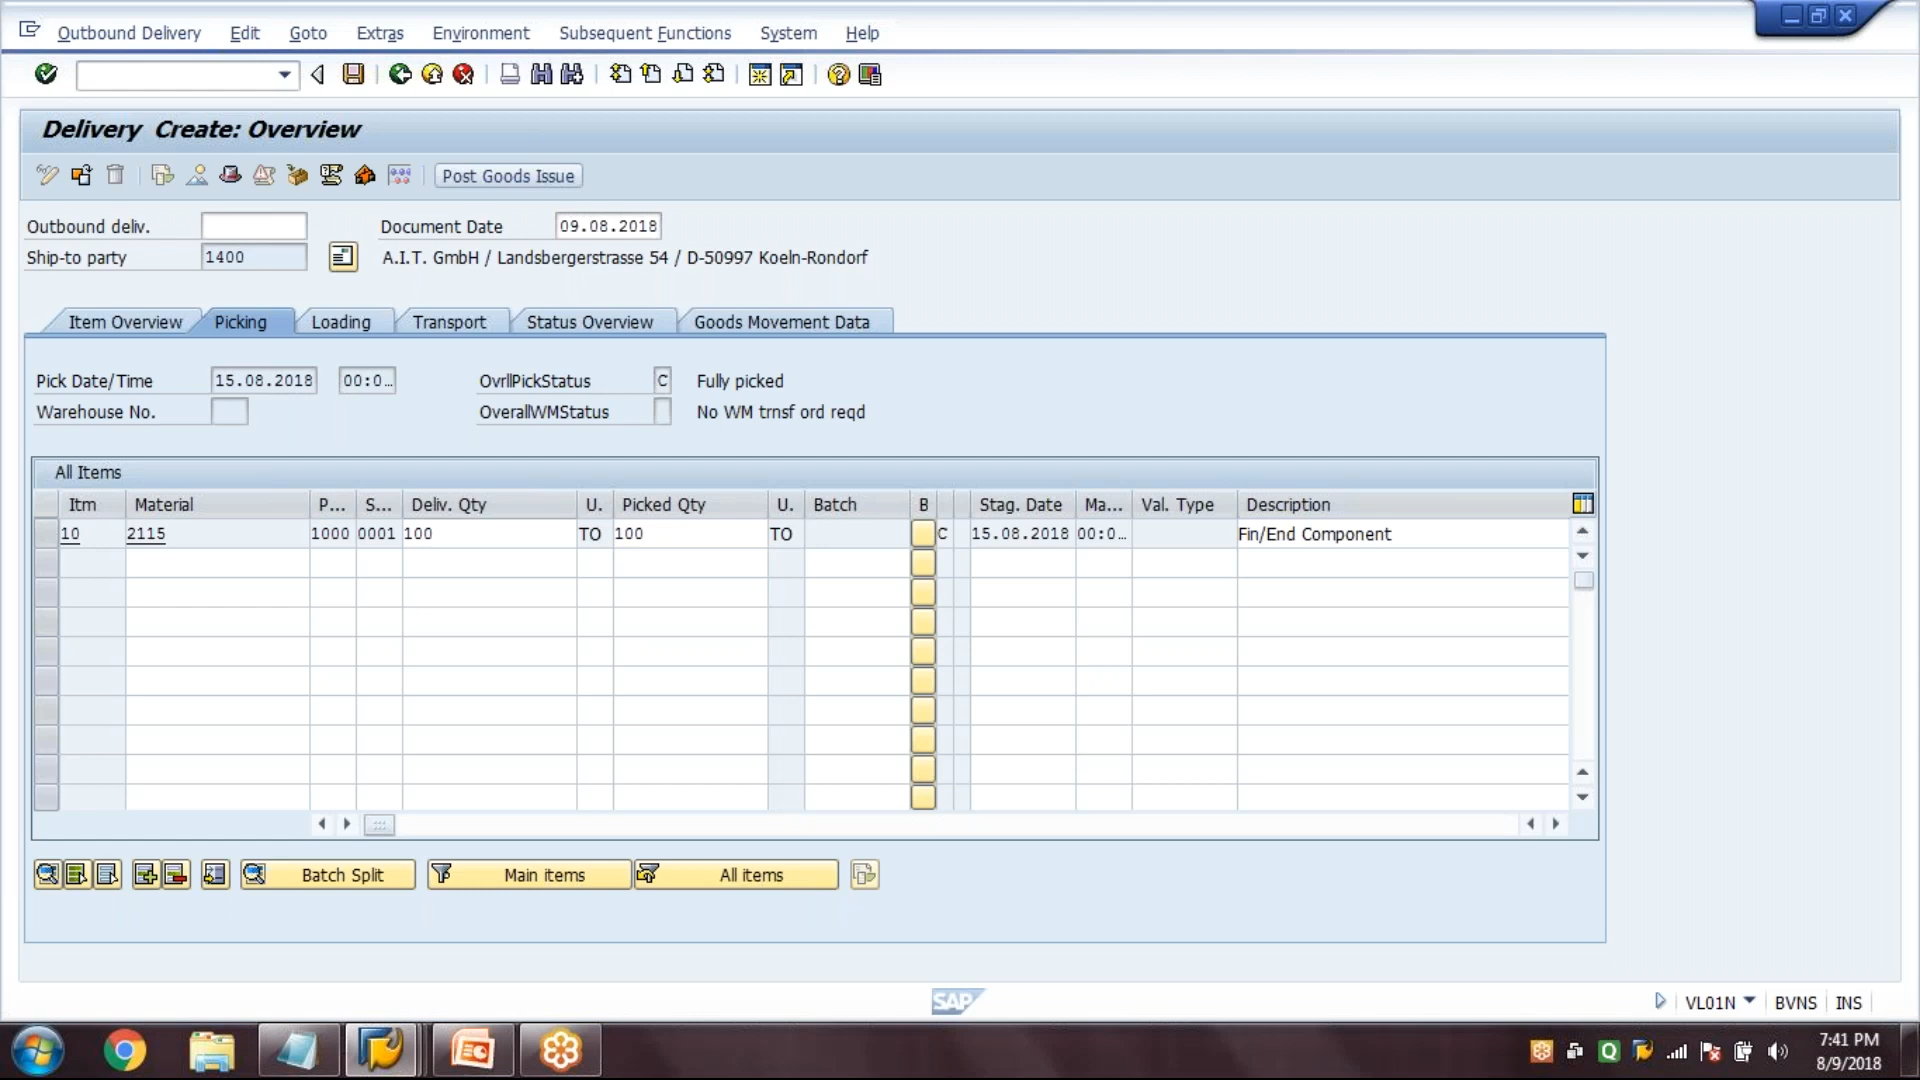 Outbound Delivery Edit Goto Extras Environment Subsequent Functions System Help
Delivery Create: Overview
Post Goods Issue
Outbound deliv. Document Date 09.08.2018
Ship-to party 1400 A.I.T. GmbH / Landsbergerstrasse 54 / D-50997 Koeln-Rondorf
Item Overview Picking Loading Transport Status Overview Goods Movement Data
Pick Date/Time 15.08.2018 00:0… OvrllPickStatus C Fully picked
Warehouse No. OverallWMStatus No WM trnsf ord reqd
All Items
Itm Material P... S... Deliv. Qty U. Picked Qty U. Batch B Stag. Date Ma... Val. Type Description
10 2115 1000 0001 100 TO 100 TO C 15.08.2018 00:0… Fin/End Component
Batch Split Main items All items
SAP
VL01N BVNS INS
7:41 PM
8/9/2018